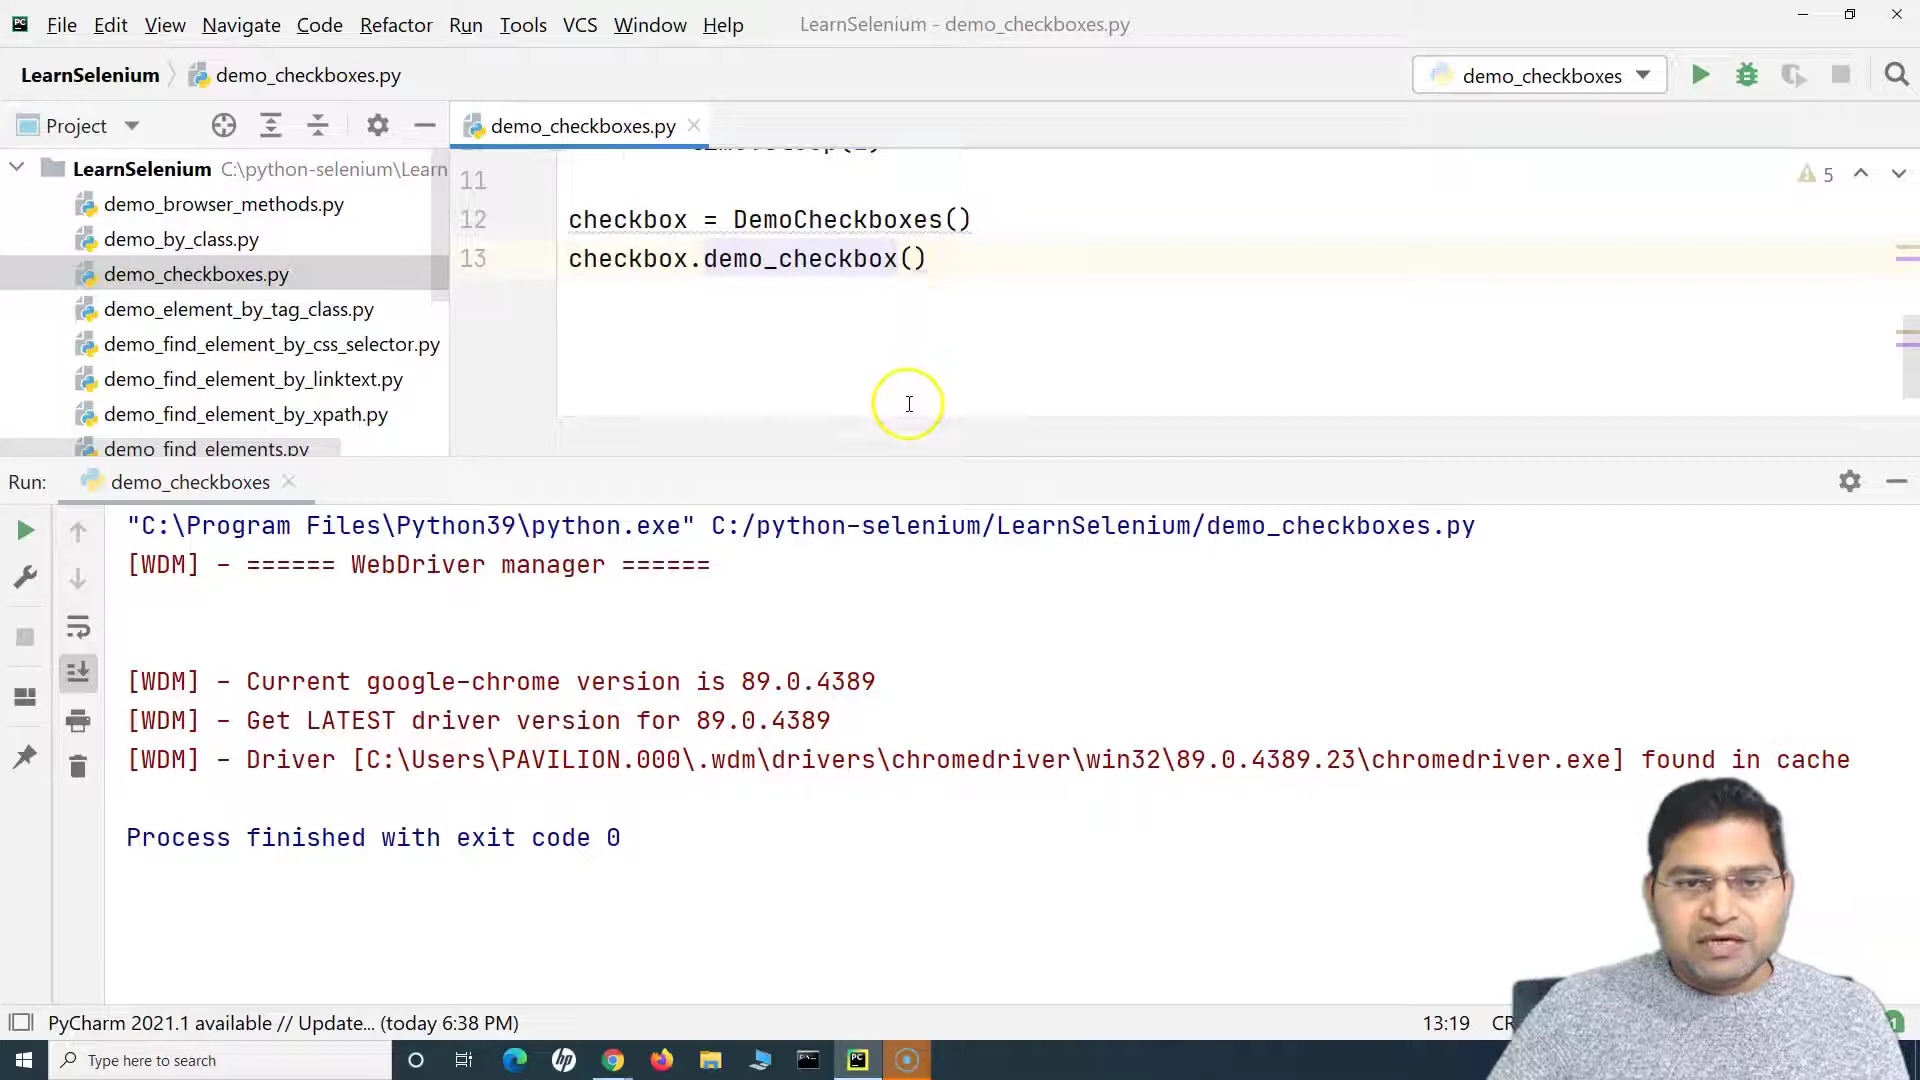 File Edit View Navigate Code Refactor Run Tools VCS Window Help LearnSelenium - demo_checkboxes.py
LearnSelenium demo_checkboxes.py demo_checkboxes
Project demo_checkboxes.py
LearnSelenium C:\python-selenium\Learn
demo_browser_methods.py
demo_by_class.py
demo_checkboxes.py
demo_element_by_tag_class.py
demo_find_element_by_css_selector.py
demo_find_element_by_linktext.py
demo_find_element_by_xpath.py
demo_find_elements.py
11
12 checkbox = DemoCheckboxes()
13 checkbox.demo_checkbox()
5
Run: demo_checkboxes
"C:\Program Files\Python39\python.exe" C:/python-selenium/LearnSelenium/demo_checkboxes.py
[WDM] - ====== WebDriver manager ======
[WDM] - Current google-chrome version is 89.0.4389
[WDM] - Get LATEST driver version for 89.0.4389
[WDM] - Driver [C:\Users\PAVILION.000\.wdm\drivers\chromedriver\win32\89.0.4389.23\chromedriver.exe] found in cache
Process finished with exit code 0
PyCharm 2021.1 available // Update... (today 6:38 PM) 13:19 CR
Type here to search